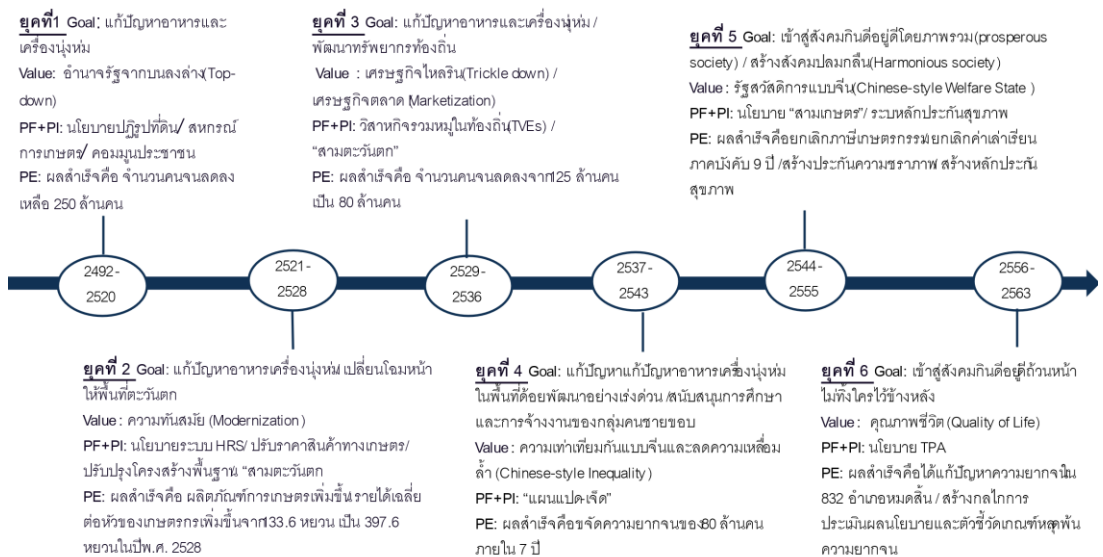 ยุคที่1 Goal: แก้ปัญหาอาหารและ
เครื่องนุ่งห่ม
Value: อำนาจรัฐจากบนลงล่าง(Top-
down)
PF+PI: นโยบายปฏิรูปที่ดิน/ สหกรณ์
การเกษตร/ คอมมูนประชาชน
PE: ผลสำเร็จคือ จำนวนคนจนลดลง
เหลือ 250 ล้านคน
ยุคที่ 3 Goal: แก้ปัญหาอาหารและเครื่องนุ่งห่ม /
พัฒนาทรัพยากรท้องถิ่น
Value : เศรษฐกิจไหลริน(Trickle down) /
เศรษฐกิจตลาด (Marketization)
PF+PI: วิสาหกิจรวมหมู่ในท้องถิ่น(TVEs) /
“สามตะวันตก”
PE: ผลสำเร็จคือ จำนวนคนจนลดลงจาก125 ล้านคน
เป็น 80 ล้านคน
ยุคที่ 5 Goal: เข้าสู่สังคมกินดีอยู่ดีโดยภาพรวม(prosperous
society) / สร้างสังคมปลมกลืน(Harmonious society)
Value: รัฐสวัสดิการแบบจีน(Chinese-style Welfare State )
PF+PI: นโยบาย “สามเกษตร”/ ระบบหลักประกันสุขภาพ
PE: ผลสำเร็จคือยกเลิกภาษีเกษตรกรรม/ยกเลิกค่าเล่าเรียน
ภาคบังคับ 9 ปี /สร้างประกันความชราภาพ สร้างหลักประกัน
สุขภาพ
2492-
2520
2521-
2528
2529-
2536
2537-
2543
2544-
2555
2556-
2563
ยุคที่ 2 Goal: แก้ปัญหาอาหารเครื่องนุ่งห่ม/ เปลี่ยนโฉมหน้า
ให้พื้นที่ตะวันตก
Value: ความทันสมัย (Modernization)
PF+PI: นโยบายระบบ HRS/ ปรับราคาสินค้าทางเกษตร/
ปรับปรุงโครงสร้างพื้นฐาน/ “สามตะวันตก
PE: ผลสำเร็จคือ ผลิตภัณฑ์การเกษตรเพิ่มขึ้น รายได้เฉลี่ย
ต่อหัวของเกษตรกรเพิ่มขึ้นจาก133.6 หยวน เป็น 397.6
หยวนในปีพ.ศ. 2528
ยุคที่ 4 Goal: แก้ปัญหาแก้ปัญหาอาหารเครื่องนุ่งห่ม
ในพื้นที่ด้อยพัฒนาอย่างเร่งด่วน /สนับสนุนการศึกษา
และการจ้างงานของกลุ่มคนชายขอบ
Value : ความเท่าเทียมกันแบบจีนและลดความเหลื่อม
ล้ำ (Chinese-style Inequality)
PF+PI: “แผนแปด-เจ็ด”
PE: ผลสำเร็จคือขจัดความยากจนของ80 ล้านคน
ภายใน 7 ปี
ยุคที่ 6 Goal: เข้าสู่สังคมกินดีอยู่ดีถ้วนหน้า
ไม่ทิ้งใครไว้ข้างหลัง
Value : คุณภาพชีวิต (Quality of Life)
PF+PI: นโยบาย TPA
PE: ผลสำเร็จคือได้แก้ปัญหาความยากจนใน
832 อำเภอหมดสิ้น / สร้างกลไกการ
ประเมินผลนโยบายและตัวชี้วัดเกณฑ์หลุดพ้น
ความยากจน